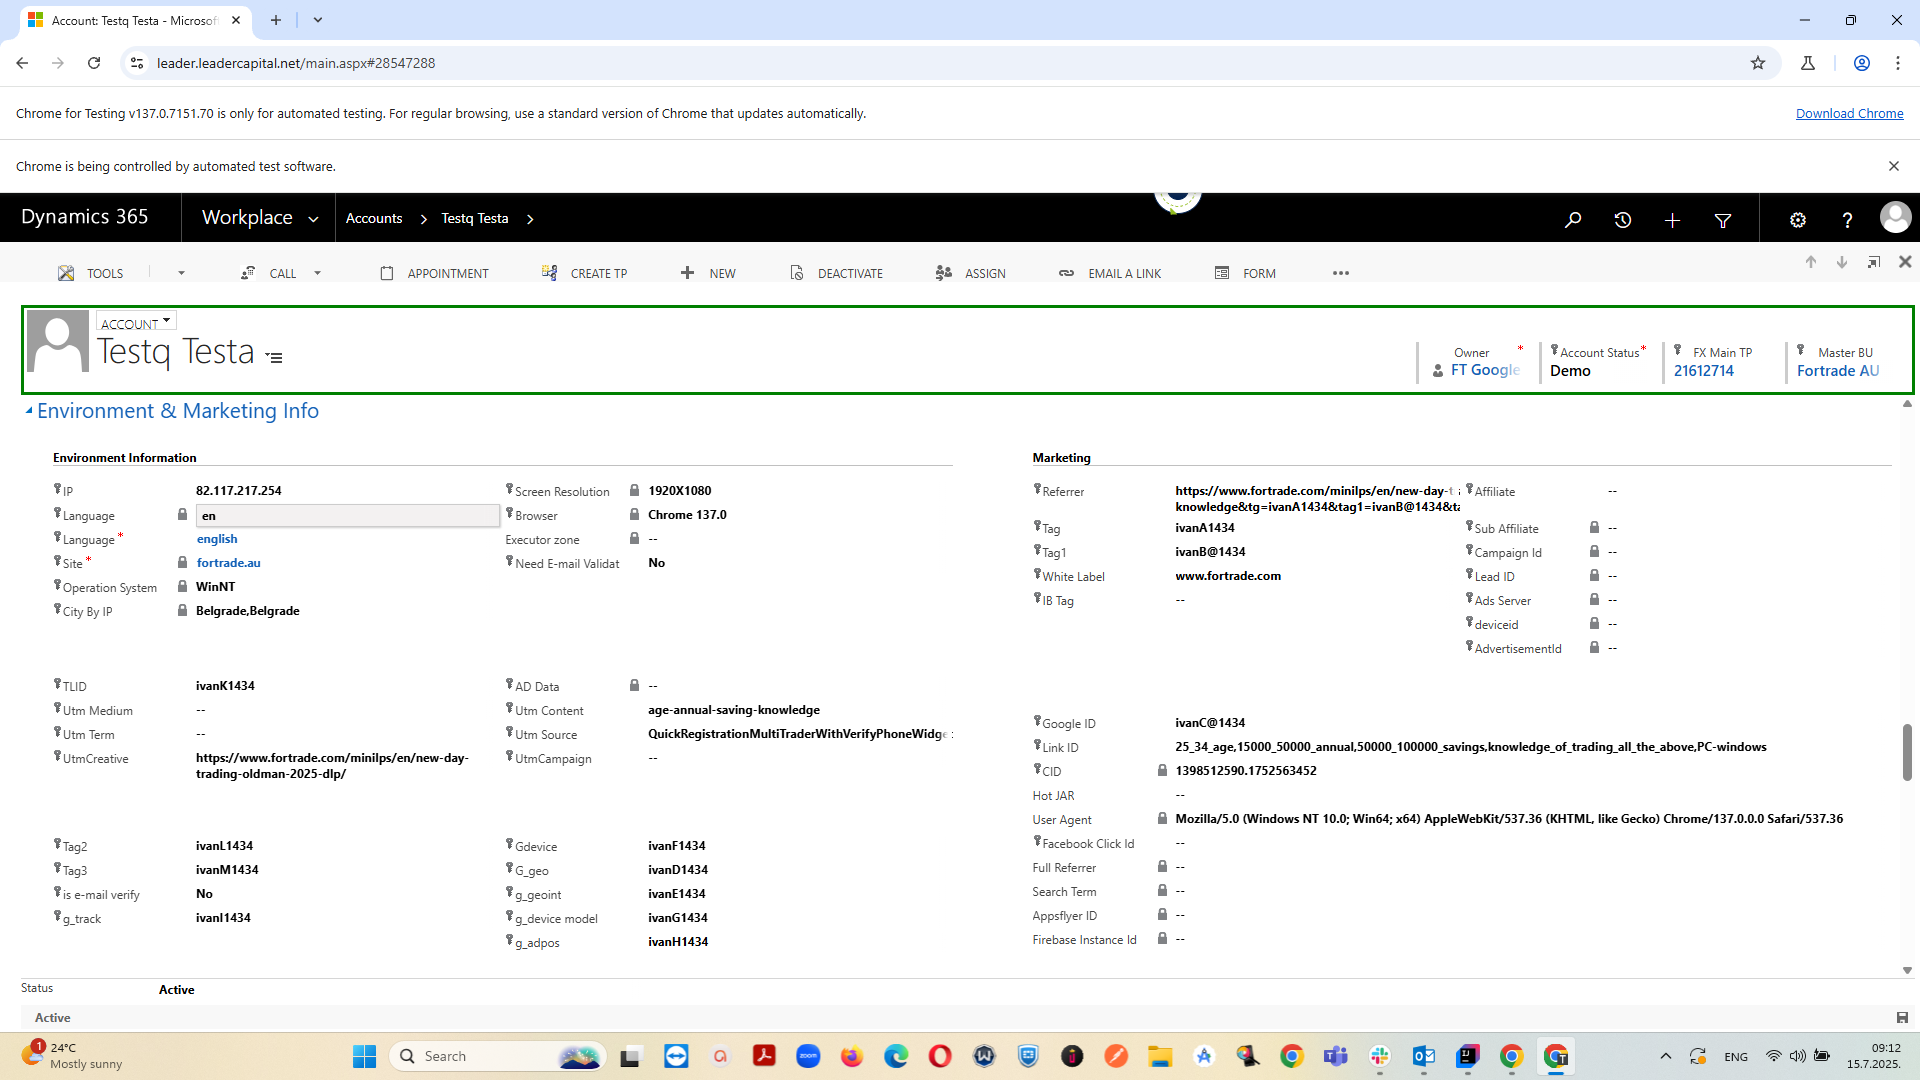 Account: Testq Testa - Microsof
leader.leadercapital.net/main.aspx#28547288
Chrome for Testing v137.0.7151.70 is only for automated testing. For regular browsing, use a standard version of Chrome that updates automatically.
Download Chrome
Chrome is being controlled by automated test software.
Dynamics 365
Workplace
Accounts
Testq Testa
TOOLS
CALL
APPOINTMENT
CREATE TP
NEW
DEACTIVATE
ASSIGN
EMAIL A LINK
FORM
ACCOUNT
Testq Testa
Owner *
FT Google
Account Status *
Demo
FX Main TP
21612714
Master BU
Fortrade AU
Environment & Marketing Info
Environment Information
IP 82.117.217.254
Language en
Language * english
Site * fortrade.au
Operation System WinNT
City By IP Belgrade,Belgrade
Screen Resolution 1920X1080
Browser Chrome 137.0
Executor zone --
Need E-mail Validat No
TLID ivanK1434
Utm Medium --
Utm Term --
UtmCreative https://www.fortrade.com/minilps/en/new-day-
trading-oldman-2025-dlp/
AD Data --
Utm Content age-annual-saving-knowledge
Utm Source QuickRegistrationMultiTraderWithVerifyPhoneWidge
UtmCampaign --
Tag2 ivanL1434
Tag3 ivanM1434
is e-mail verify No
g_track ivanI1434
Gdevice ivanF1434
G_geo ivanD1434
g_geoint ivanE1434
g_device model ivanG1434
g_adpos ivanH1434
Marketing
Referrer https://www.fortrade.com/minilps/en/new-day-t
knowledge&tg=ivanA1434&tag1=ivanB@1434&ta
Tag ivanA1434
Tag1 ivanB@1434
White Label www.fortrade.com
IB Tag --
Affiliate --
Sub Affiliate --
Campaign Id --
Lead ID --
Ads Server --
deviceid --
AdvertisementId --
Google ID ivanC@1434
Link ID 25_34_age,15000_50000_annual,50000_100000_savings,knowledge_of_trading_all_the_above,PC-windows
CID 1398512590.1752563452
Hot JAR --
User Agent Mozilla/5.0 (Windows NT 10.0; Win64; x64) AppleWebKit/537.36 (KHTML, like Gecko) Chrome/137.0.0.0 Safari/537.36
Facebook Click Id --
Full Referrer --
Search Term --
Appsflyer ID --
Firebase Instance Id --
Status Active
Active
1
24°C
Mostly sunny
Search
zoom
ENG
09:12
15.7.2025.